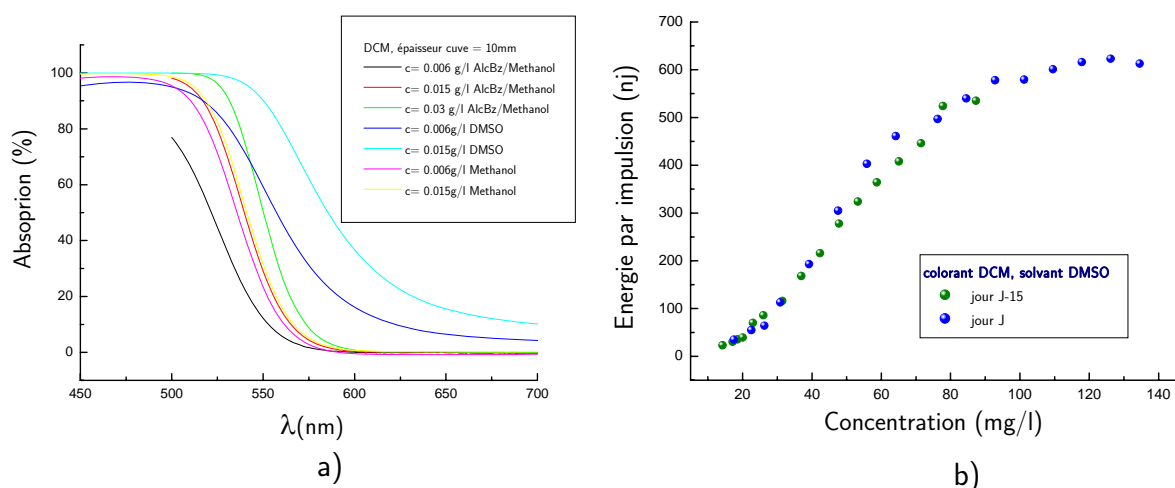 Absoprion (%)
100
80
60
40
20
0
450
500
550
600
650
700
λ(nm)
DCM, épaisseur cuve = 10mm
c= 0.006 g/l AlcBz/Methanol
c= 0.015 g/l AlcBz/Methanol
c= 0.03 g/l AlcBz/Methanol
c= 0.006g/l DMSO
c= 0.015g/l DMSO
c= 0.006g/l Methanol
c= 0.015g/l Methanol
a)
Energie par impulsion (nj)
700
600
500
400
300
200
100
0
20
40
60
80
100
120
140
Concentration (mg/l)
colorant DCM, solvant DMSO
jour J-15
jour J
b)